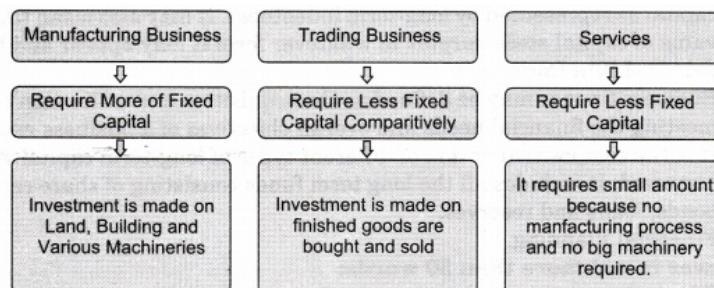 Manufacturing Business
Require More of Fixed
Capital
Investment is made on
Land, Building and
Various Machineries
Trading Business
Require Less Fixed
Capital Comparitively
Investment is made on
finished goods are
bought and sold
Services
Require Less Fixed
Capital
It requires small amount
because no
manfacturing process
and no big machinery
required.